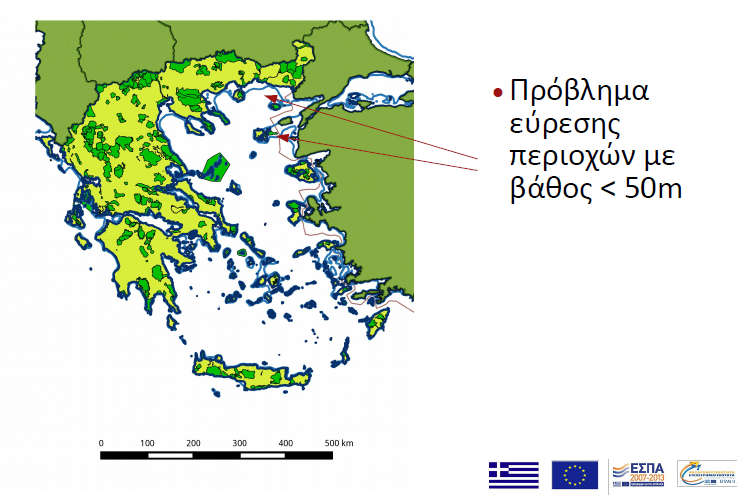 • Πρόβλημα
εύρεσης
περιοχών με
βάθος < 50m
0 100 200 300 400 500 km
ΕΣΠΑ
2007-2013